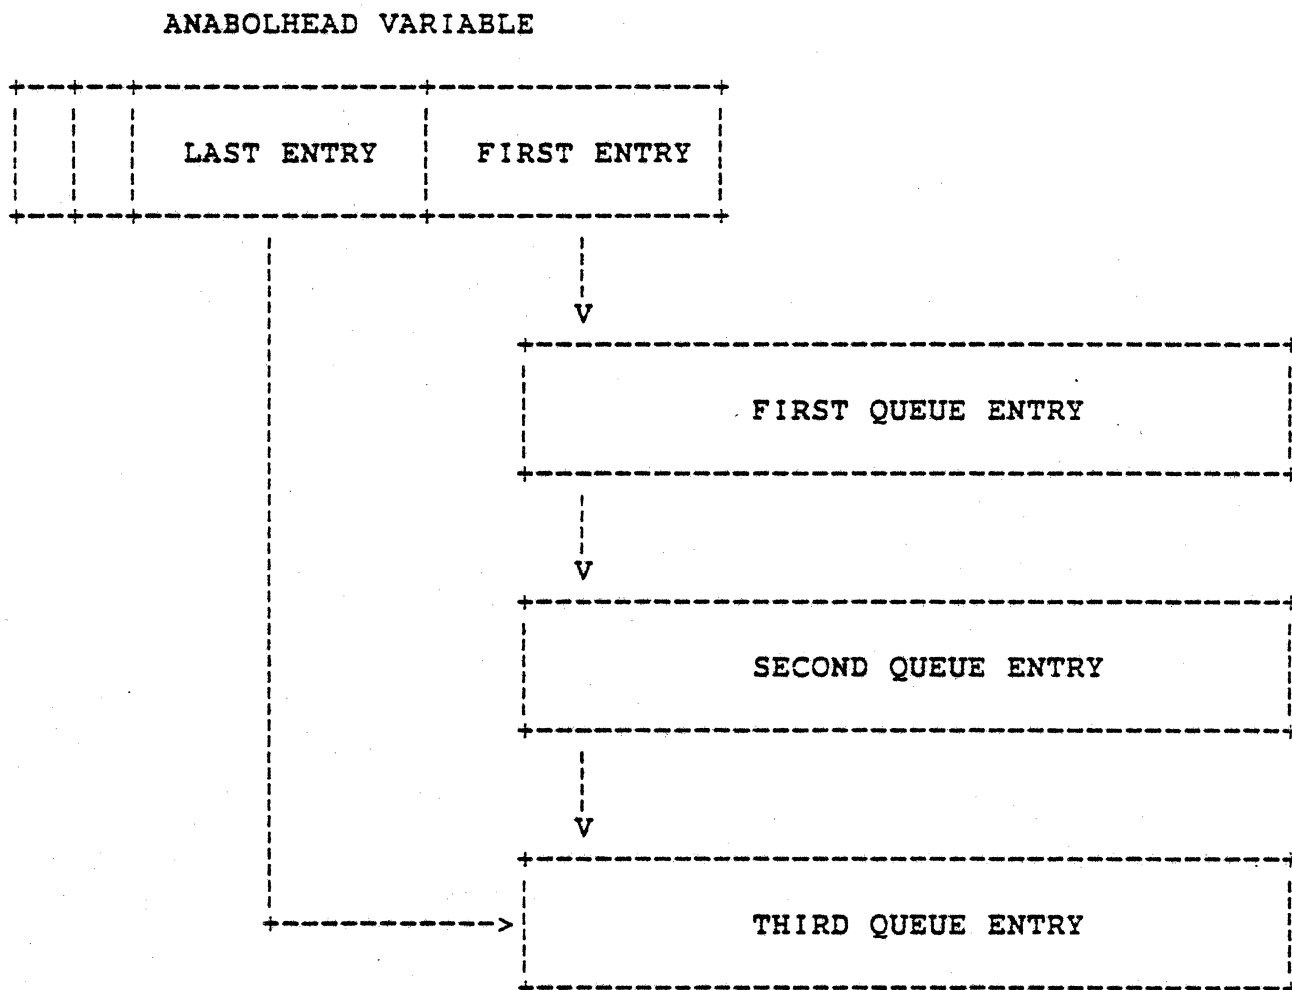 ANABOLHEAD VARIABLE
LAST ENTRY
FIRST ENTRY
V
FIRST QUEUE ENTRY
V
SECOND QUEUE ENTRY
V
THIRD QUEUE ENTRY